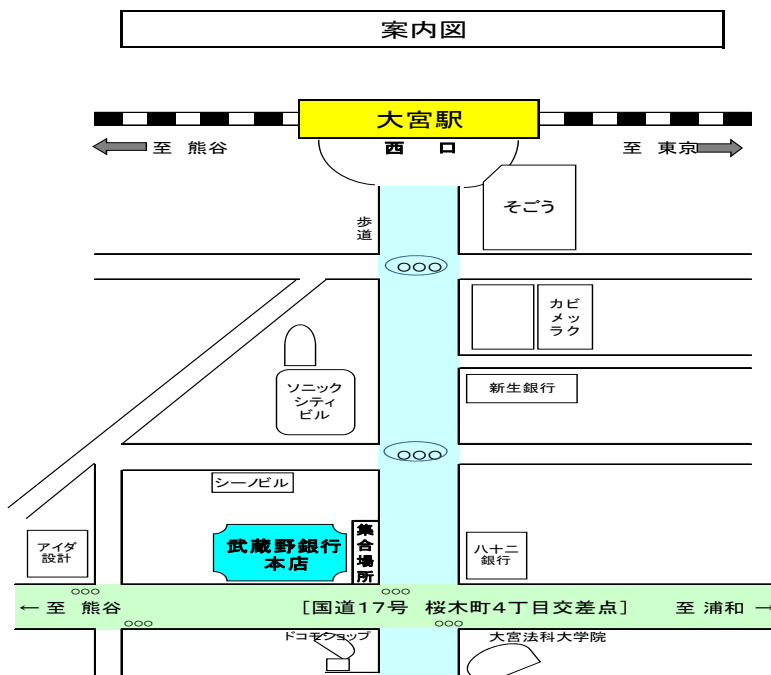 案内図
大宮駅
西 口
至 熊谷
至 東京
そごう
歩道
ビックカメラ
ソニック
シティ
ビル
新生銀行
シーノビル
アイダ
設計
武蔵野銀行
本店
集合場所
八十二
銀行
← 至 熊谷
[国道17号 桜木町4丁目交差点]
至 浦和 →
ドコモショップ
大宮法科大学院